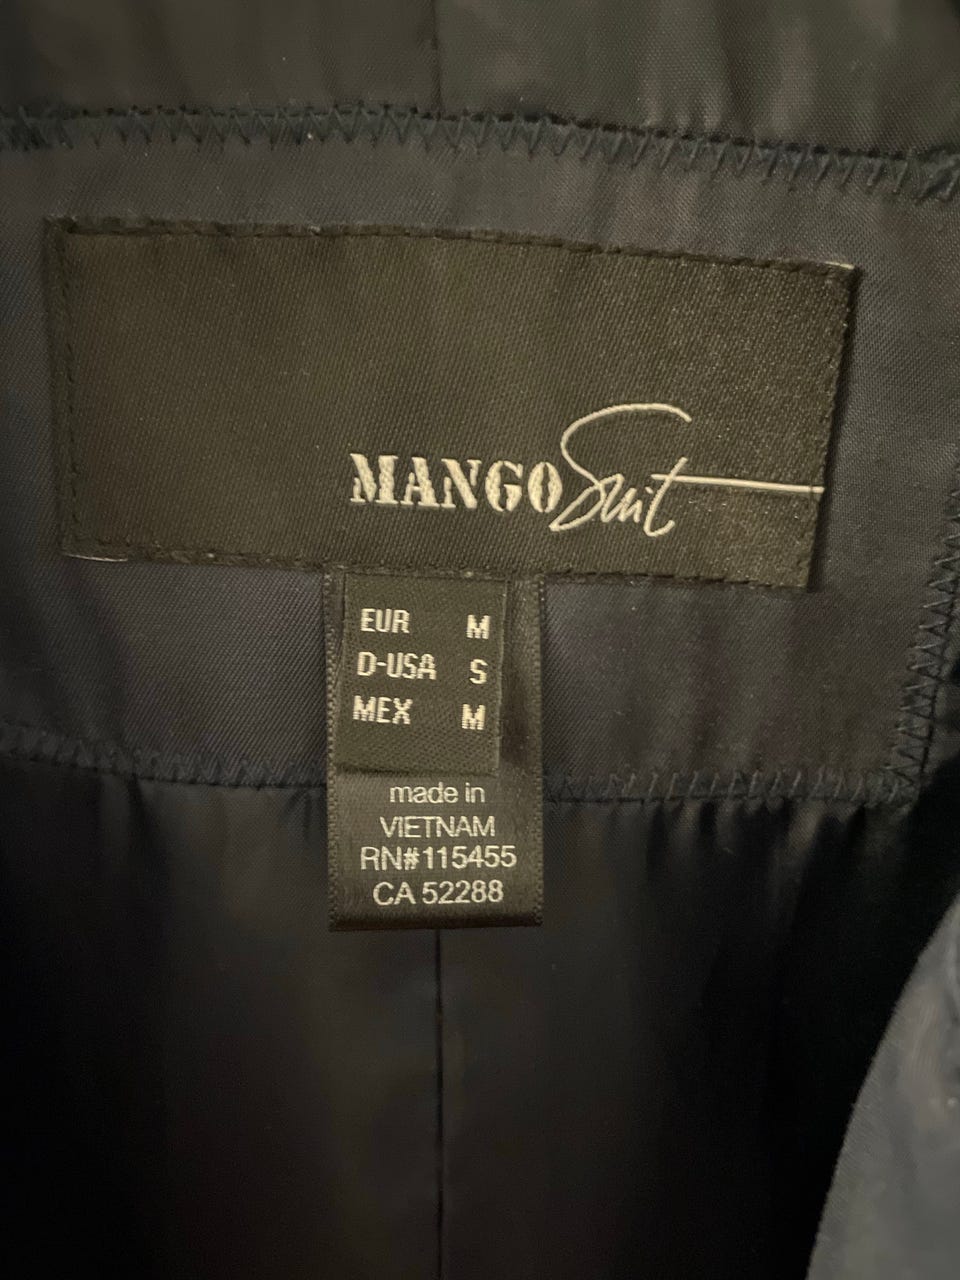 MANGO Suit
EUR M
D-USA S
MEX M
made in
VIETNAM
RN#115455
CA 52288